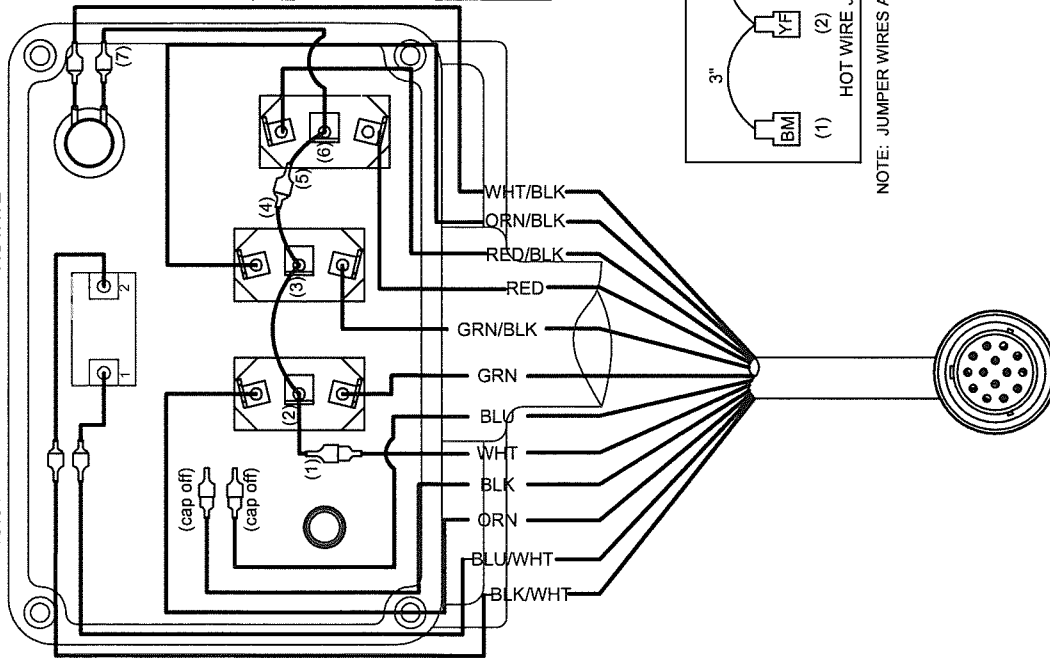 (7)
(6)
(5)
(4)
(3)
(2)
(1)
2
1
(cap off)
(cap off)
WHT/BLK
ORN/BLK
RED/BLK
RED
GRN/BLK
GRN
BLU
WHT
BLK
ORN
BLU/WHT
BLK/WHT
3"
BM
YF
(1)
(2)
HOT WIRE
NOTE: JUMPER WIRES